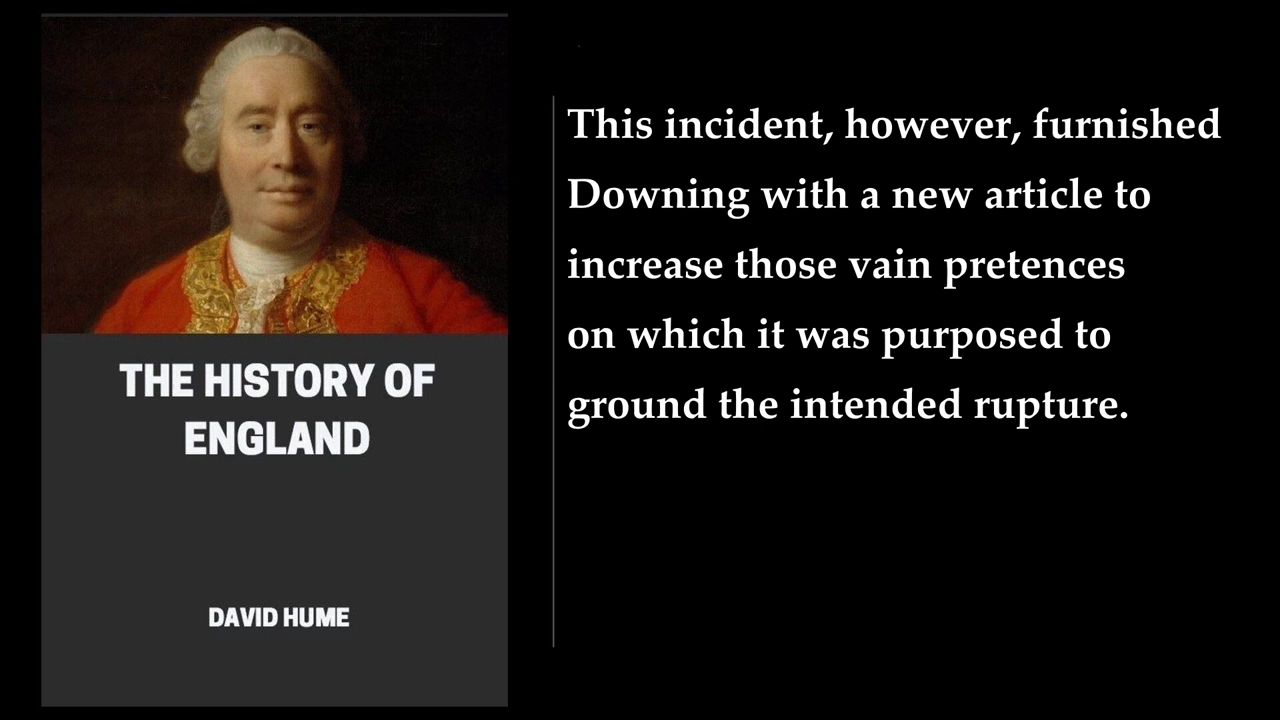 THE HISTORY OF
ENGLAND
DAVID HUME
This incident, however, furnished
Downing with a new article to
increase those vain pretences
on which it was purposed to
ground the intended rupture.